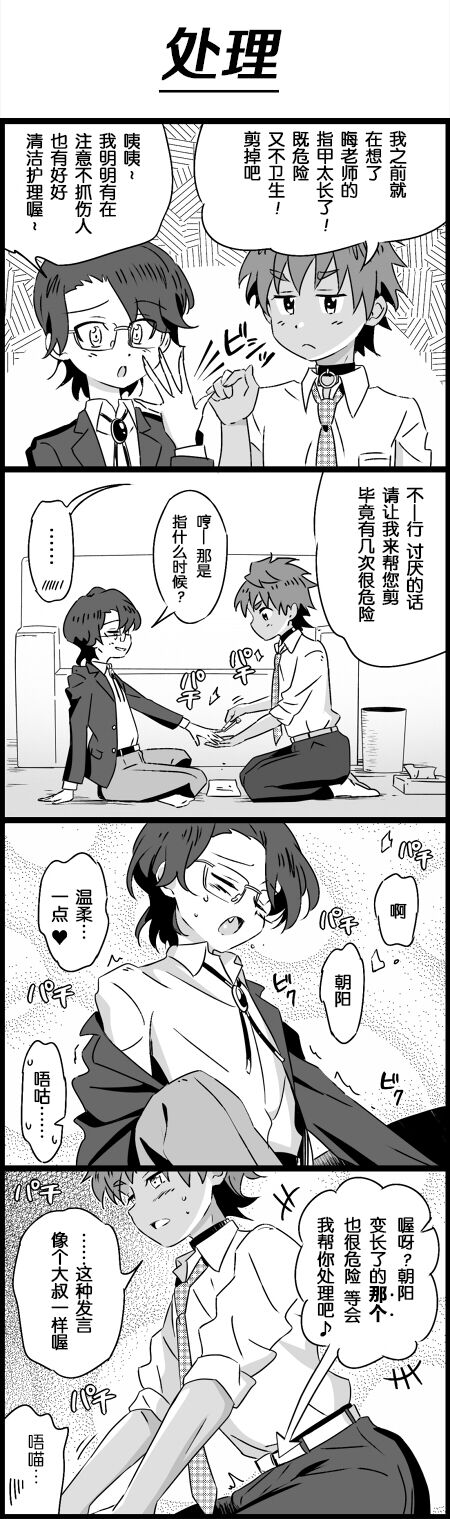 处理
我之前就
在想了
晦老师的
指甲太长了！
既危险
又不卫生！
剪掉吧
咦咦~
我明明有在
注意不抓伤人
也有好好
清洁护理喔~
ビーッ
不—行 讨厌的话
请让我来帮您剪
毕竟有几次很危险
哼— 那是
指什么时候？
……
パチ
パチ
パチ
啊
パチ
パチ
温柔…
一点♥
朝阳
ビク
パチ
唔咕……
ビク
喔呀？朝阳
变长了的那个
也很危险 等会
我帮你处理吧♪
パチ
……这种发言
像个大叔一样喔
パチ
パチ
唔喵…